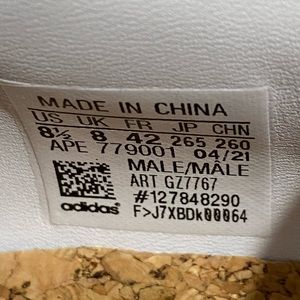 MADE IN CHINA
US UK FR JP CHN
8½ 8 42 265 260
APE 779001 04/21
MALE/MÂLE
ART GZ7767
#127848290
adidas F>J7XBDk00064